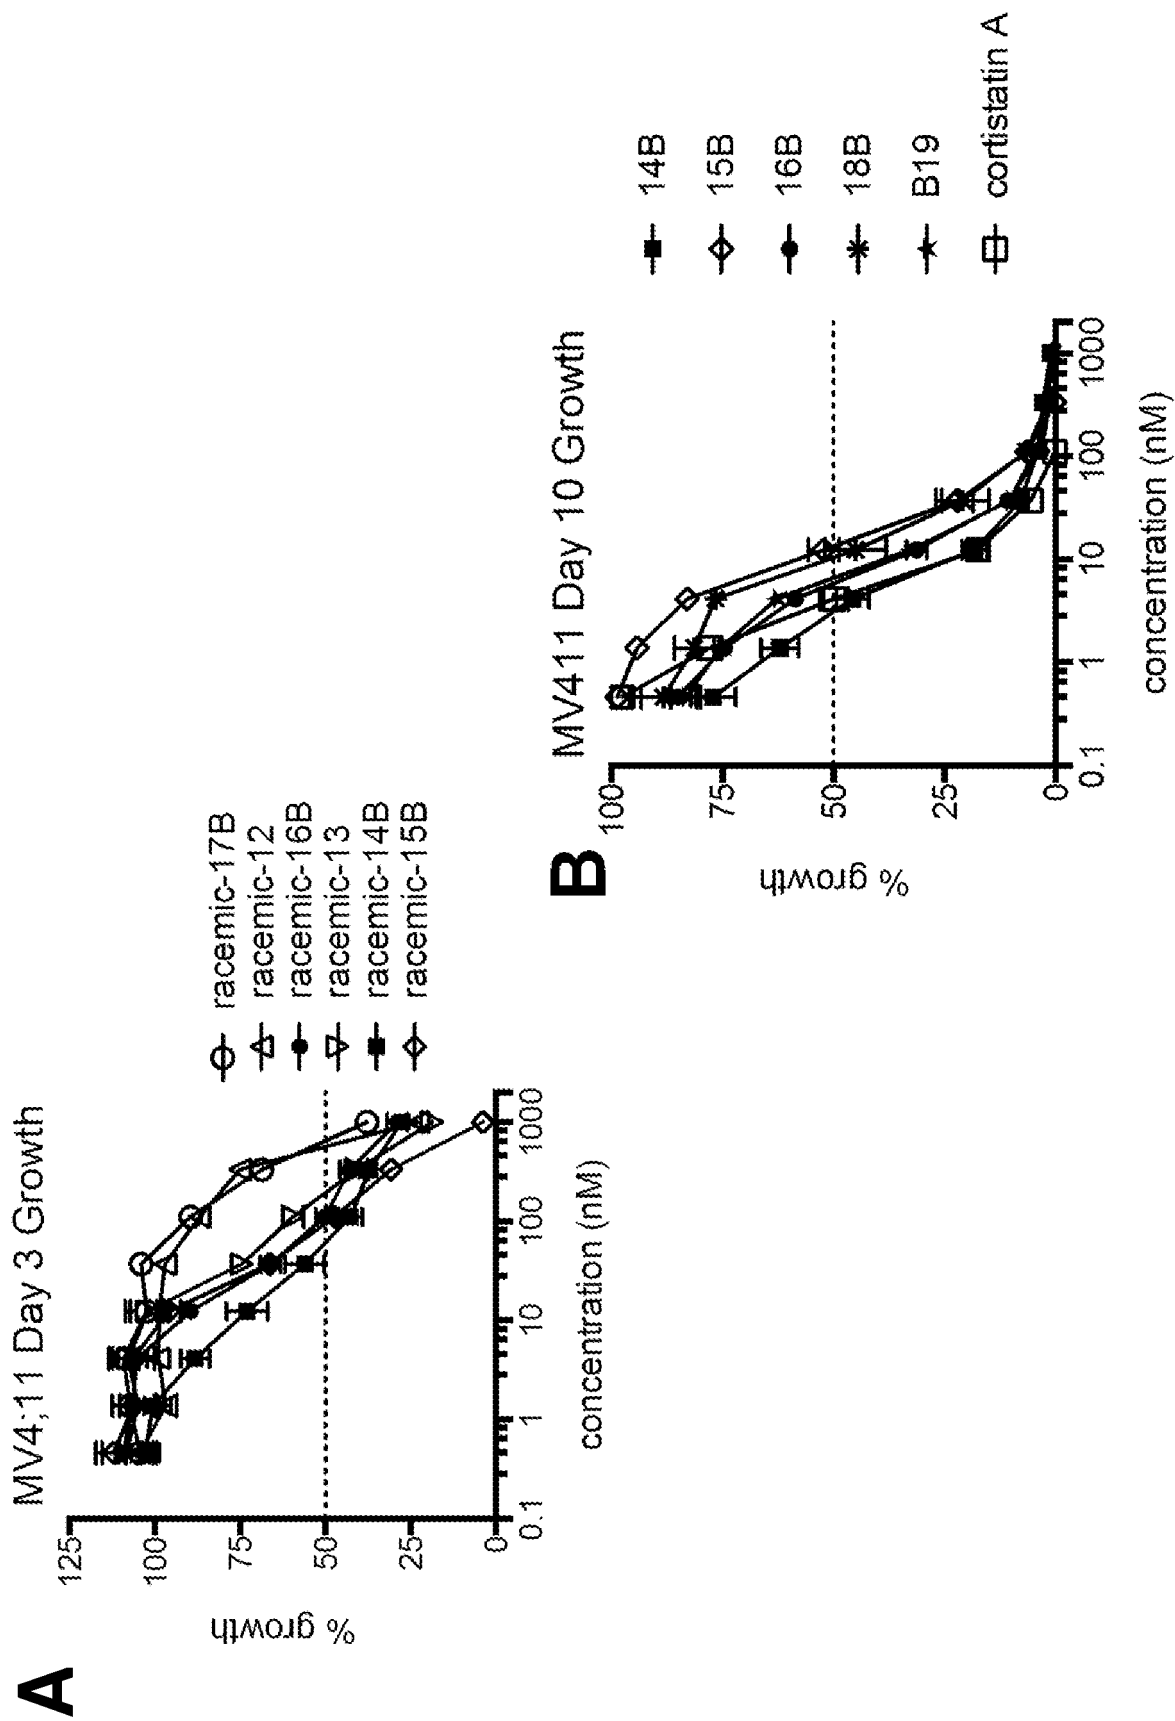 A
MV4;11 Day 3 Growth
% growth
125
100
75
50
25
0
0.1
1
10
100
1000
concentration (nM)
racemic-17B
racemic-12
racemic-16B
racemic-13
racemic-14B
racemic-15B
B
MV411 Day 10 Growth
% growth
100
75
50
25
0
0.1
1
10
100
1000
concentration (nM)
14B
15B
16B
18B
B19
cortistatin A